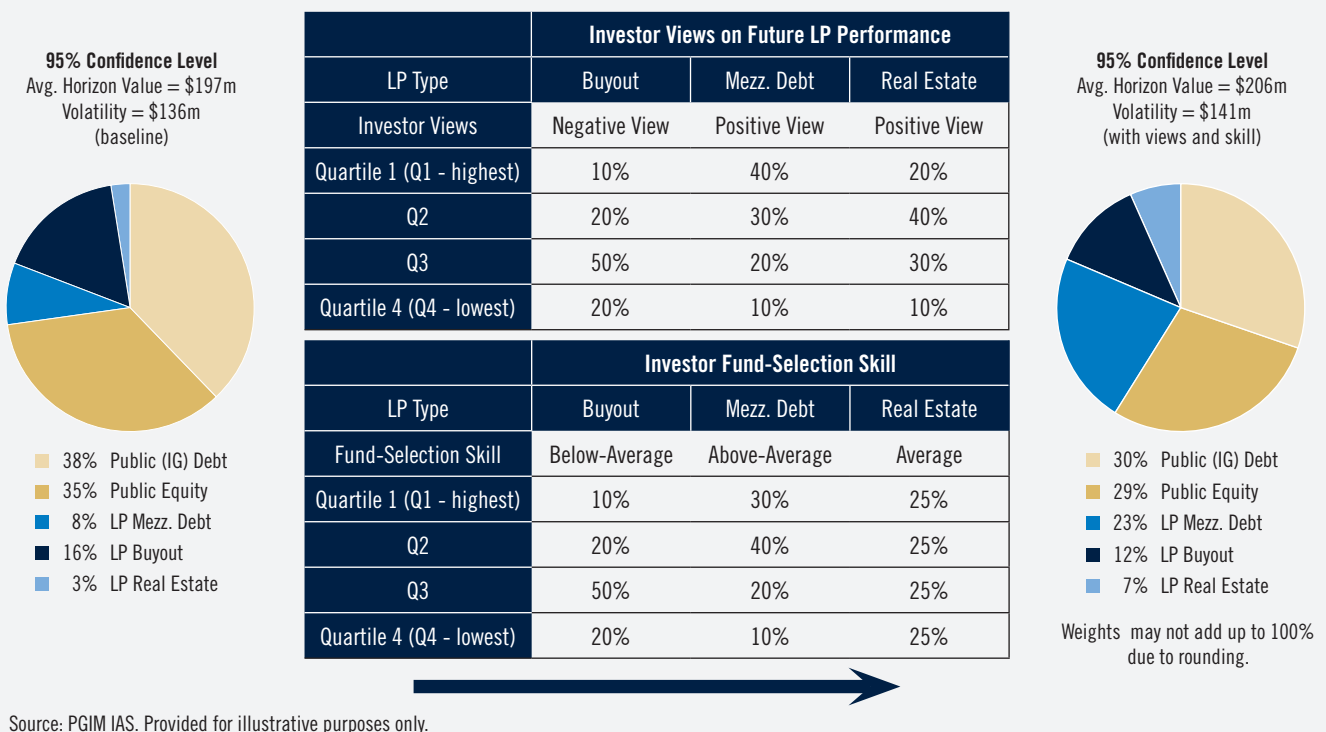 95% Confidence Level
Avg. Horizon Value = $197m
Volatility = $136m
(baseline)
38% Public (IG) Debt
35% Public Equity
8% LP Mezz. Debt
16% LP Buyout
3% LP Real Estate
Investor Views on Future LP Performance
LP Type Buyout Mezz. Debt Real Estate
Investor Views Negative View Positive View Positive View
Quartile 1 (Q1 - highest) 10% 40% 20%
Q2 20% 30% 40%
Q3 50% 20% 30%
Quartile 4 (Q4 - lowest) 20% 10% 10%
Investor Fund-Selection Skill
LP Type Buyout Mezz. Debt Real Estate
Fund-Selection Skill Below-Average Above-Average Average
Quartile 1 (Q1 - highest) 10% 30% 25%
Q2 20% 40% 25%
Q3 50% 20% 25%
Quartile 4 (Q4 - lowest) 20% 10% 25%
95% Confidence Level
Avg. Horizon Value = $206m
Volatility = $141m
(with views and skill)
30% Public (IG) Debt
29% Public Equity
23% LP Mezz. Debt
12% LP Buyout
7% LP Real Estate
Weights may not add up to 100%
due to rounding.
Source: PGIM IAS. Provided for illustrative purposes only.